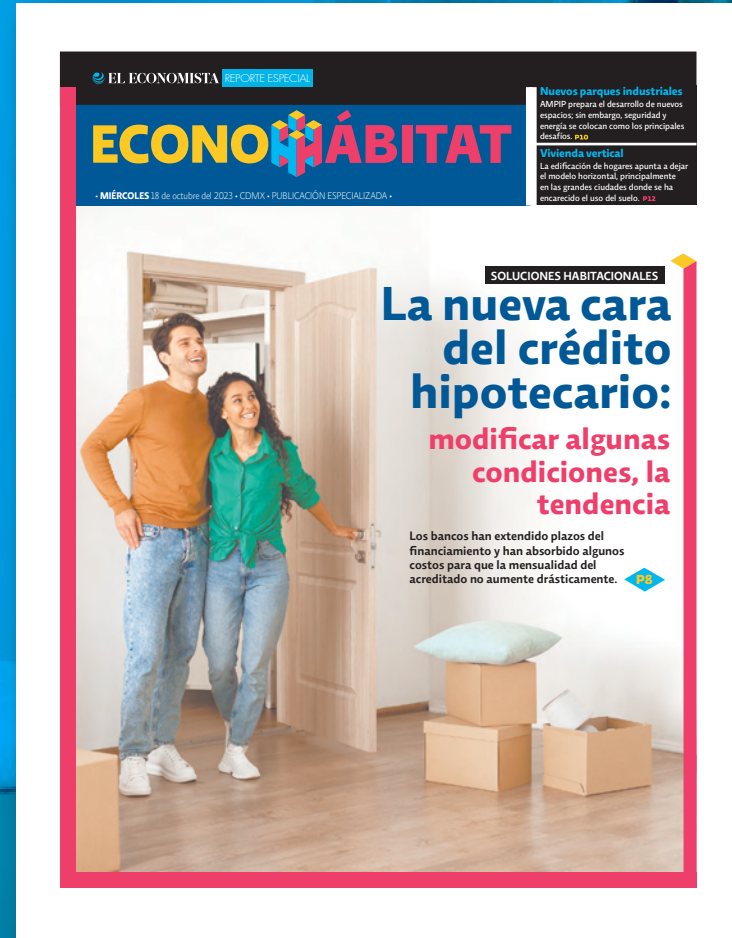 EL ECONOMISTA REPORTE ESPECIAL
ECONOHÁBITAT
• MIÉRCOLES 18 de octubre del 2023 • CDMX • PUBLICACIÓN ESPECIALIZADA •
Nuevos parques industriales
AMPIP prepara el desarrollo de nuevos
espacios; sin embargo, seguridad y
energía se colocan como los principales
desafíos. P10
Vivienda vertical
La edificación de hogares apunta a dejar
el modelo horizontal, principalmente
en las grandes ciudades donde se ha
encarecido el uso del suelo. P12
SOLUCIONES HABITACIONALES
La nueva cara
del crédito
hipotecario:
modificar algunas
condiciones, la
tendencia
Los bancos han extendido plazos del
financiamiento y han absorbido algunos
costos para que la mensualidad del
acreditado no aumente drásticamente. P8